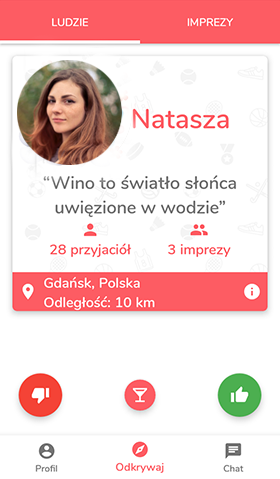 LUDZIE IMPREZY
Natasza
“Wino to światło słońca
uwięzione w wodzie”
28 przyjaciół 3 imprezy
Gdańsk, Polska
Odległość: 10 km
Profil Odkrywaj Chat